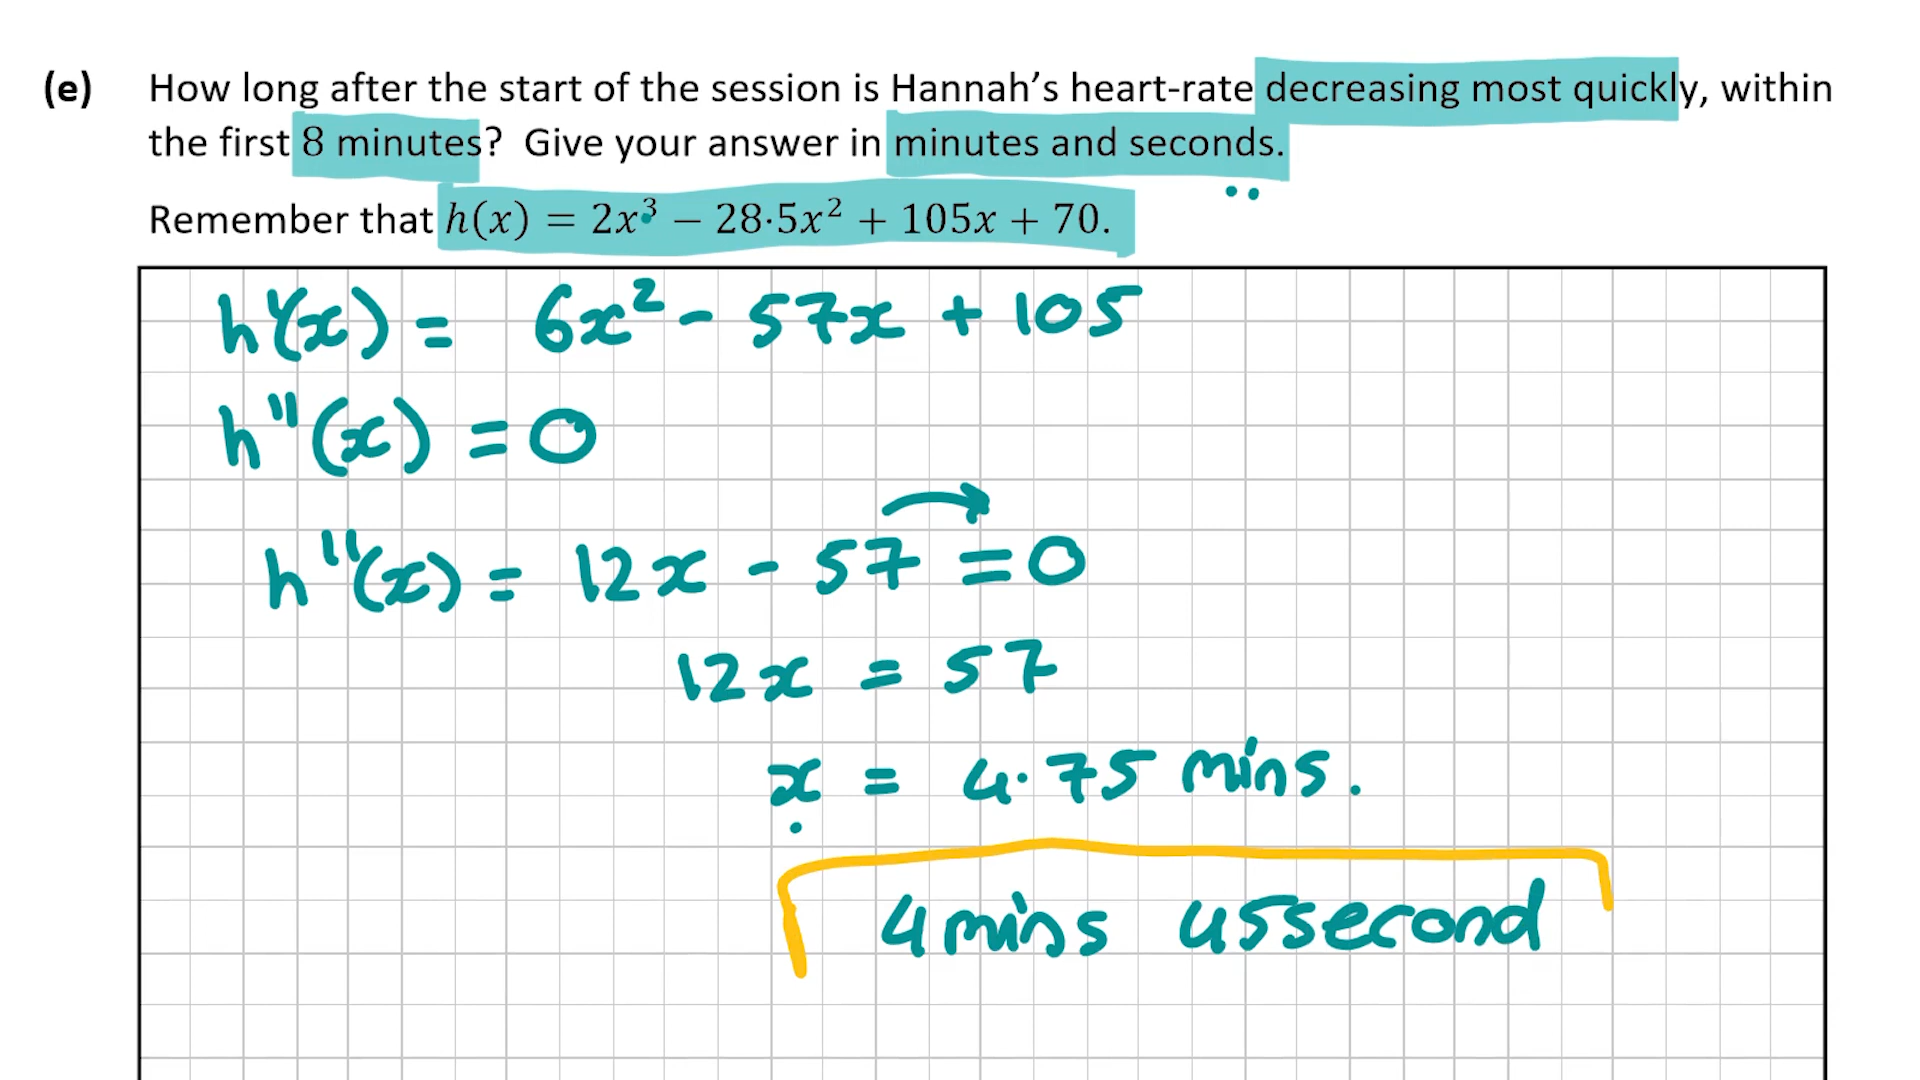 (e) How long after the start of the session is Hannah’s heart-rate decreasing most quickly, within
the first 8 minutes? Give your answer in minutes and seconds.
Remember that h(x) = 2x³ − 28·5x² + 105x + 70.
h'(x) = 6x² - 57x + 105
h''(x) = 0
h''(x) = 12x - 57 = 0
12x = 57
x = 4.75 mins.
4 mins 45second